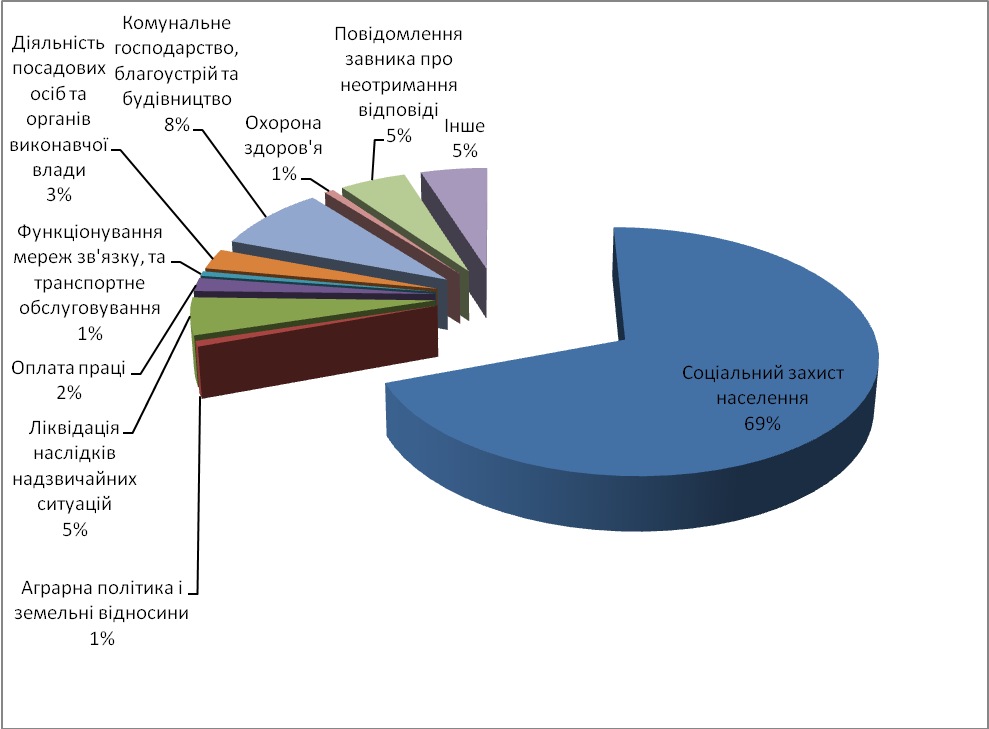 Комунальне
господарство,
благоустрій та
будівництво
8%
Діяльність
посадових
осіб та
органів
виконавчої
влади
3%
Повідомлення
завника про
неотримання
відповіді
5%
Охорона
здоров'я
1%
Інше
5%
Функціонування
мереж зв'язку, та
транспортне
обслуговування
1%
Оплата праці
2%
Ліквідація
наслідків
надзвичайних
ситуацій
5%
Аграрна політика і
земельні відносини
1%
Соціальний захист
населення
69%